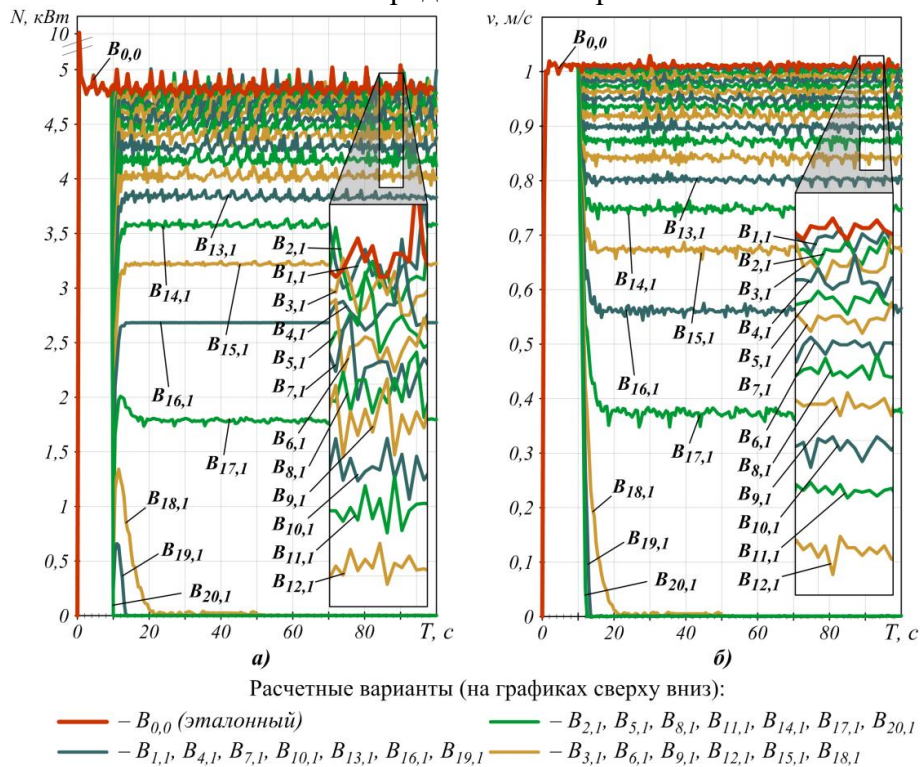 N, кВт
10
5
4,5
4
3,5
3
2,5
2
1,5
1
0,5
0
20
40
60
80
T, с
B0,0
B13,1
B14,1
B15,1
B16,1
B17,1
B18,1
B19,1
B20,1
B2,1
B1,1
B3,1
B4,1
B5,1
B7,1
B6,1
B8,1
B9,1
B10,1
B11,1
B12,1
а)
v, м/с
1
0,9
0,8
0,7
0,6
0,5
0,4
0,3
0,2
0,1
0
0
20
40
60
80
T, с
B0,0
B13,1
B14,1
B15,1
B16,1
B17,1
B18,1
B19,1
B20,1
B1,1
B2,1
B3,1
B4,1
B5,1
B7,1
B6,1
B8,1
B9,1
B10,1
B11,1
B12,1
б)
Расчетные варианты (на графиках сверху вниз):
– B0,0 (эталонный)
– B2,1, B5,1, B8,1, B11,1, B14,1, B17,1, B20,1
– B1,1, B4,1, B7,1, B10,1, B13,1, B16,1, B19,1
– B3,1, B6,1, B9,1, B12,1, B15,1, B18,1